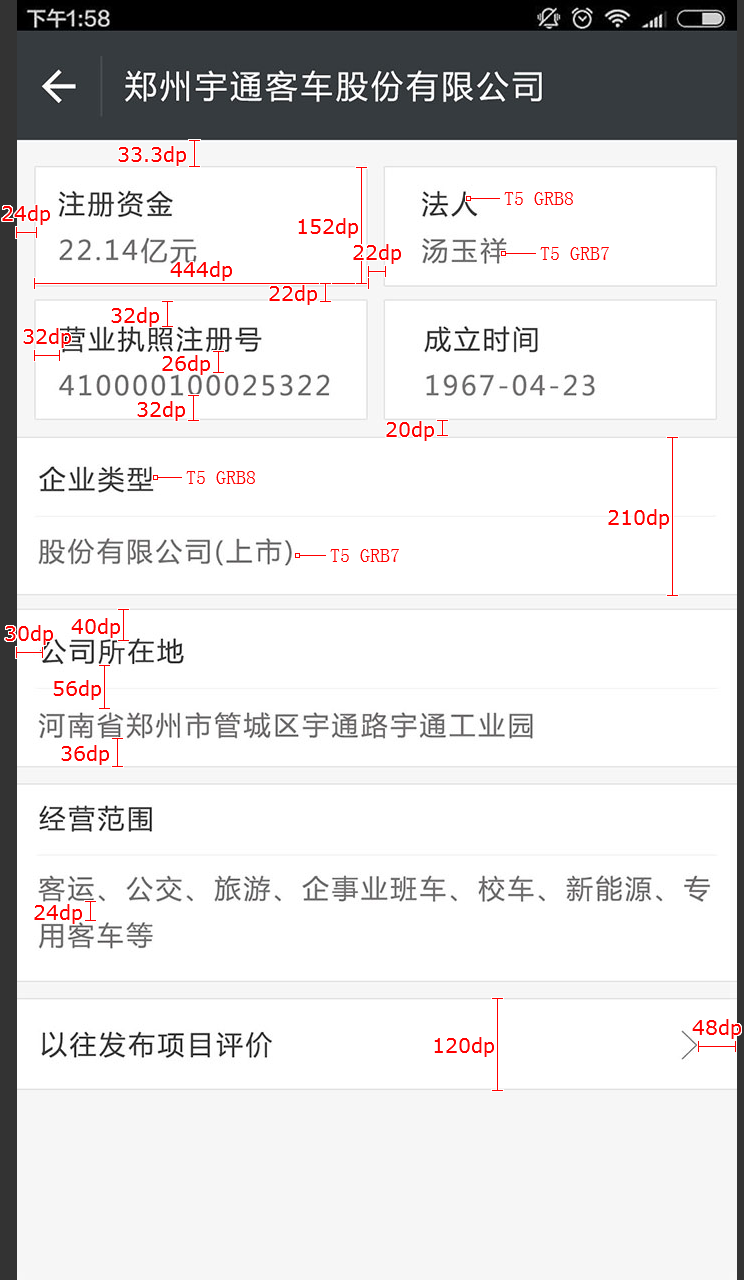 下午1:58
郑州宇通客车股份有限公司
33.3dp
注册资金
法人 T5 GRB8
24dp
152dp
22.14亿元
汤玉祥 T5 GRB7
22dp
444dp
22dp
32dp
32dp
营业执照注册号
成立时间
26dp
410000100025322
1967-04-23
32dp
20dp
企业类型 T5 GRB8
210dp
股份有限公司(上市) T5 GRB7
40dp
30dp
公司所在地
56dp
河南省郑州市管城区宇通路宇通工业园
36dp
经营范围
客运、公交、旅游、企事业班车、校车、新能源、专
24dp
用客车等
48dp
以往发布项目评价
120dp